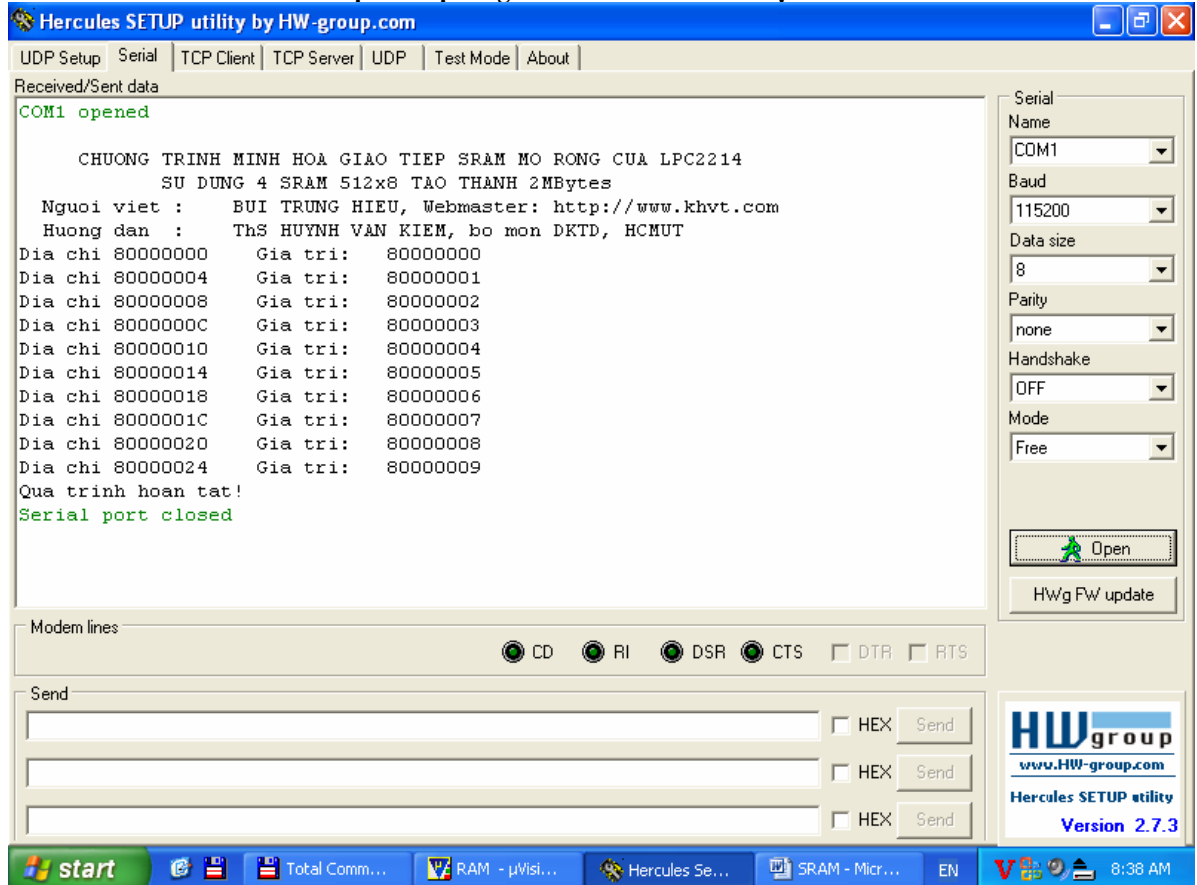 Hercules SETUP utility by HW-group.com
UDP Setup Serial TCP Client TCP Server UDP Test Mode About
Received/Sent data
COM1 opened
CHUONG TRINH MINH HOA GIAO TIEP SRAM MO RONG CUA LPC2214
SU DUNG 4 SRAM 512x8 TAO THANH 2MBytes
Nguoi viet : BUI TRUNG HIEU, Webmaster: http://www.khvt.com
Huong dan : ThS HUYNH VAN KIEM, bo mon DKTD, HCMUT
Dia chi 80000000 Gia tri: 80000000
Dia chi 80000004 Gia tri: 80000001
Dia chi 80000008 Gia tri: 80000002
Dia chi 8000000C Gia tri: 80000003
Dia chi 80000010 Gia tri: 80000004
Dia chi 80000014 Gia tri: 80000005
Dia chi 80000018 Gia tri: 80000006
Dia chi 8000001C Gia tri: 80000007
Dia chi 80000020 Gia tri: 80000008
Dia chi 80000024 Gia tri: 80000009
Qua trinh hoan tat!
Serial port closed
Serial
Name
COM1
Baud
115200
Data size
8
Parity
none
Handshake
OFF
Mode
Free
Open
HWg FW update
Modem lines
CD RI DSR CTS DTR RTS
Send
HEX Send
HEX Send
HEX Send
HW group
www.HW-group.com
Hercules SETUP utility
Version 2.7.3
start Total Comm... RAM - µVisi... Hercules Se... SRAM - Micr... EN 8:38 AM